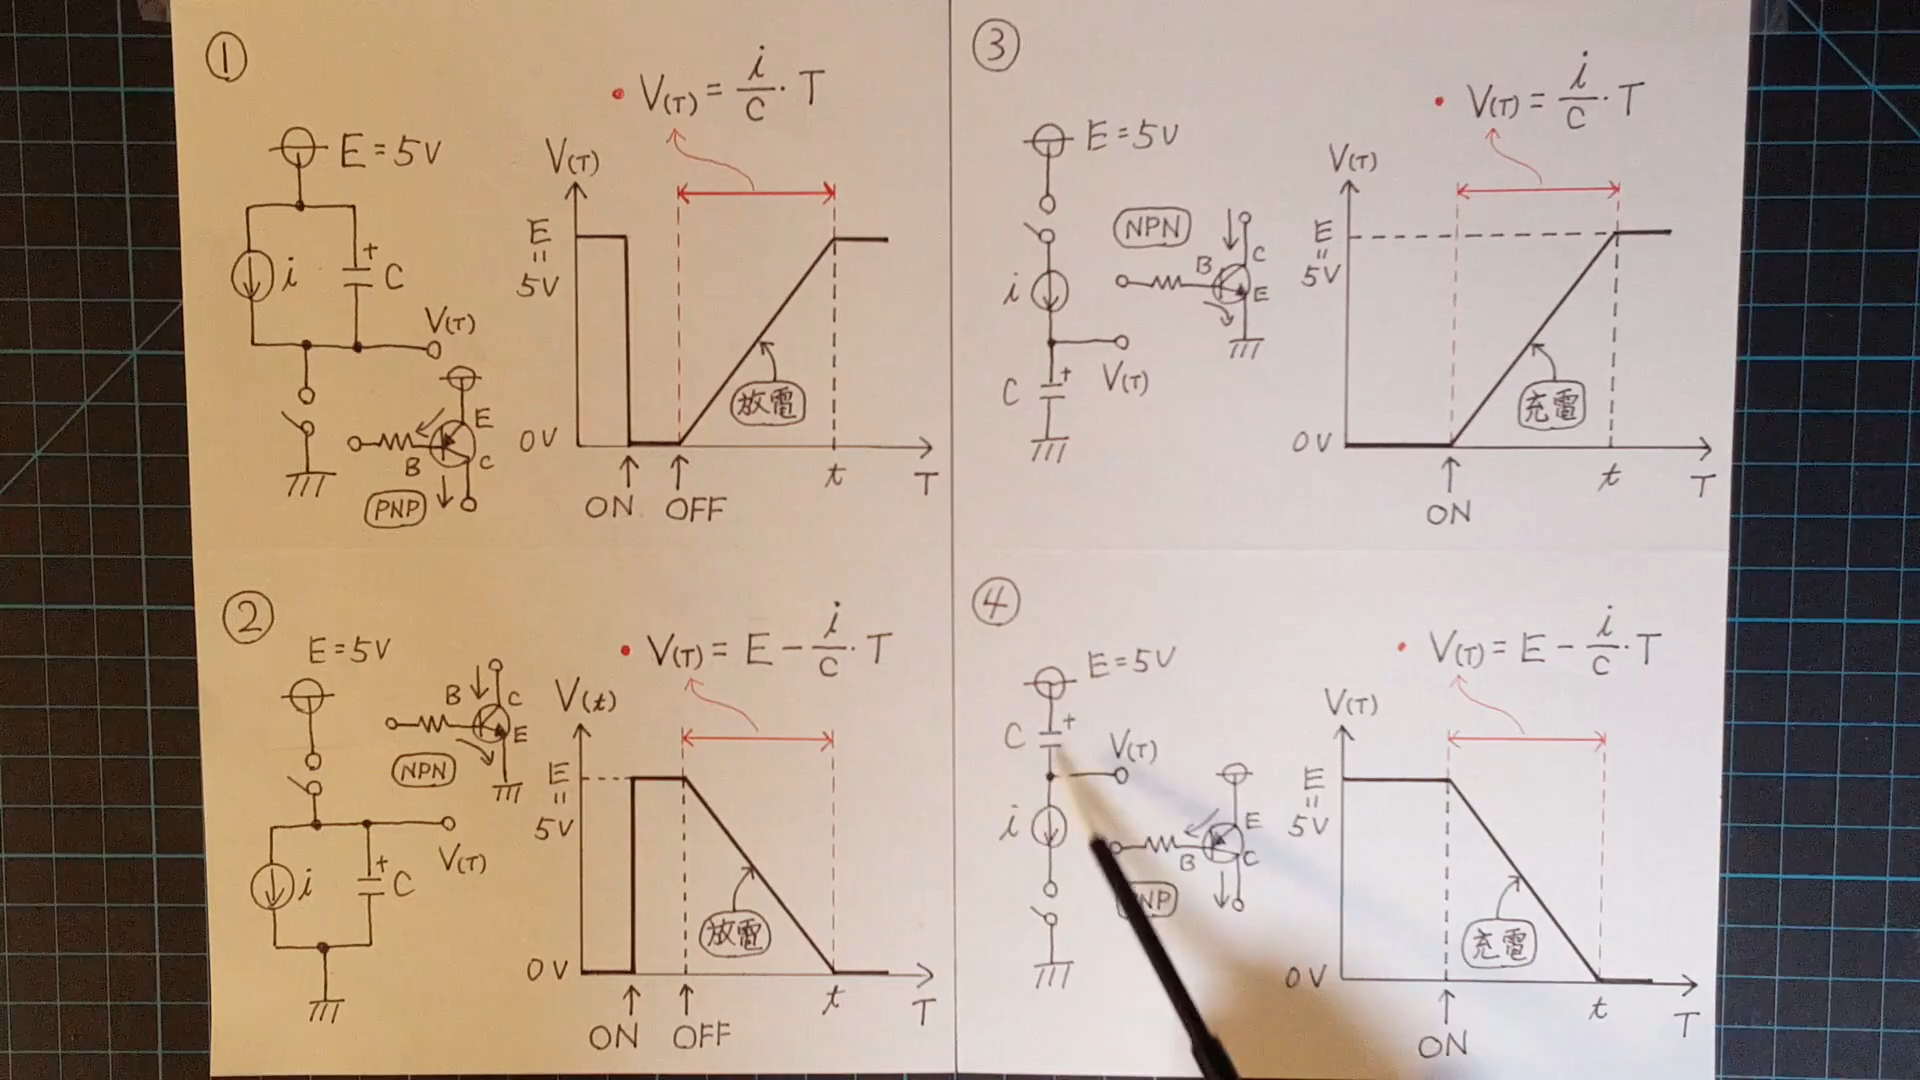 ①
• V(T) = i/C · T
E = 5V
V(T)
E
=
5V
i
+
C
V(T)
放電
E
B
C
0V
t
T
PNP
ON
OFF
②
• V(T) = E - i/C · T
E = 5V
B
C
E
NPN
V(t)
E
=
5V
V(T)
i
+
C
放電
0V
t
T
ON
OFF
③
• V(T) = i/C · T
E = 5V
V(T)
NPN
C
B
E
E
=
5V
i
V(T)
C
+
充電
0V
t
T
ON
④
• V(T) = E - i/C · T
E = 5V
V(T)
+
C
V(T)
E
=
5V
i
E
B
C
NP
充電
0V
t
T
ON